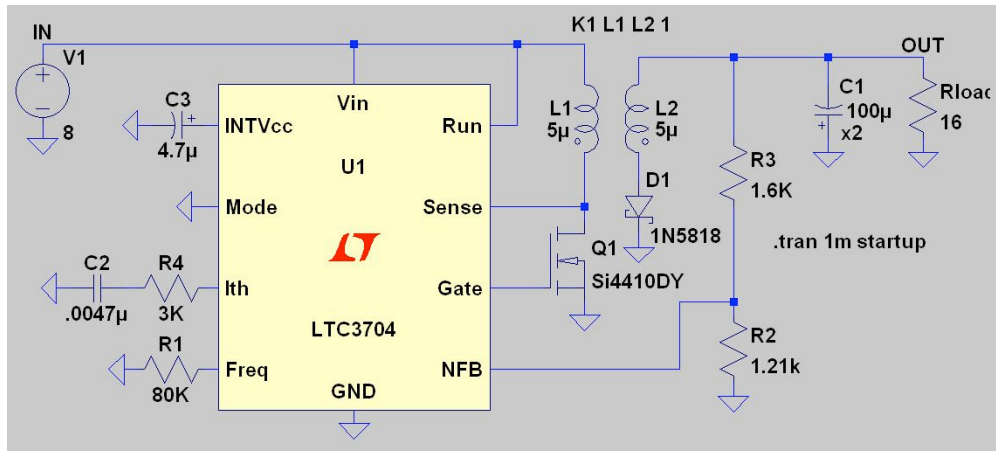 K1 L1 L2 1
IN
OUT
V1
8
C3
+
4.7µ
INTVcc
Vin
Run
U1
Mode
Sense
C2
.0047µ
R4
3K
Ith
Gate
LTC3704
R1
80K
Freq
NFB
GND
L1
5µ
L2
5µ
D1
1N5818
Q1
Si4410DY
R3
1.6K
R2
1.21k
C1
100µ
+
x2
Rload
16
.tran 1m startup